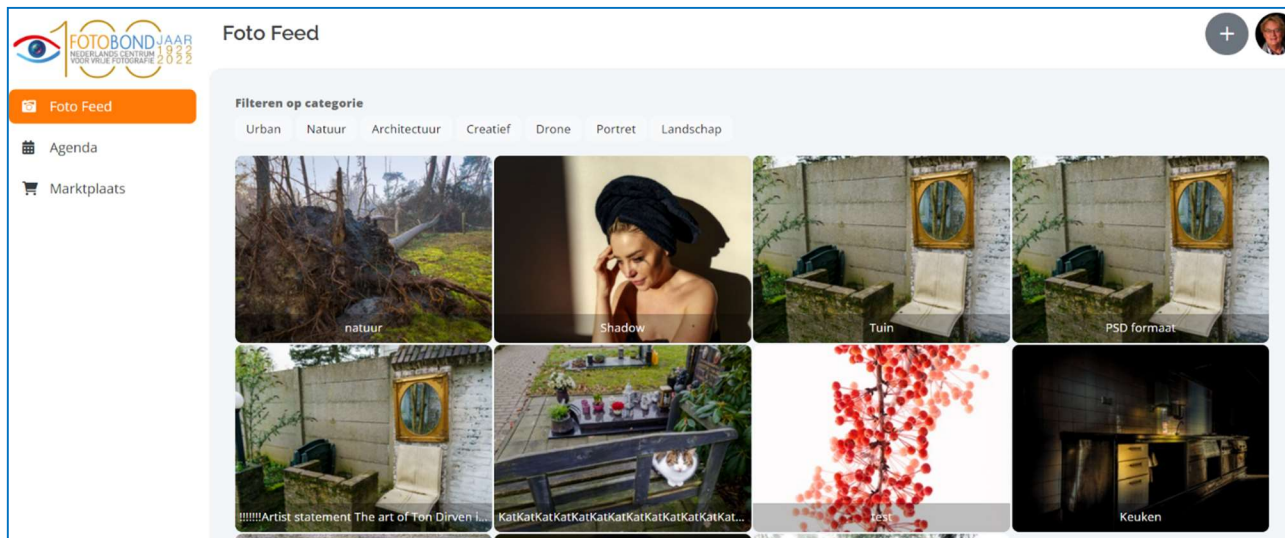 100
FOTOBOND JAAR
NEDERLANDS CENTRUM 1922
VOOR VRIJE FOTOGRAFIE 2022
Foto Feed
Foto Feed
Agenda
Marktplaats
Filteren op categorie
Urban Natuur Architectuur Creatief Drone Portret Landschap
natuur
Shadow
Tuin
PSD formaat
!!!!!!!Artist statement The art of Ton Dirven i...
KatKatKatKatKatKatKatKatKatKatKatKatKat...
test
Keuken